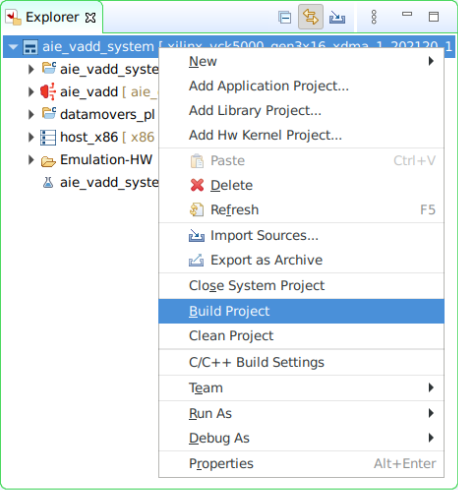 Explorer
aie_vadd_system [ xilinx_vck5000_gen3x16_xdma_1_202120_1
aie_vadd_syste
aie_vadd [ aie_
datamovers_pl
host_x86 [ x86
Emulation-HW
aie_vadd_syste
New
Add Application Project...
Add Library Project...
Add Hw Kernel Project...
Paste Ctrl+V
Delete
Refresh F5
Import Sources...
Export as Archive
Close System Project
Build Project
Clean Project
C/C++ Build Settings
Team
Run As
Debug As
Properties Alt+Enter